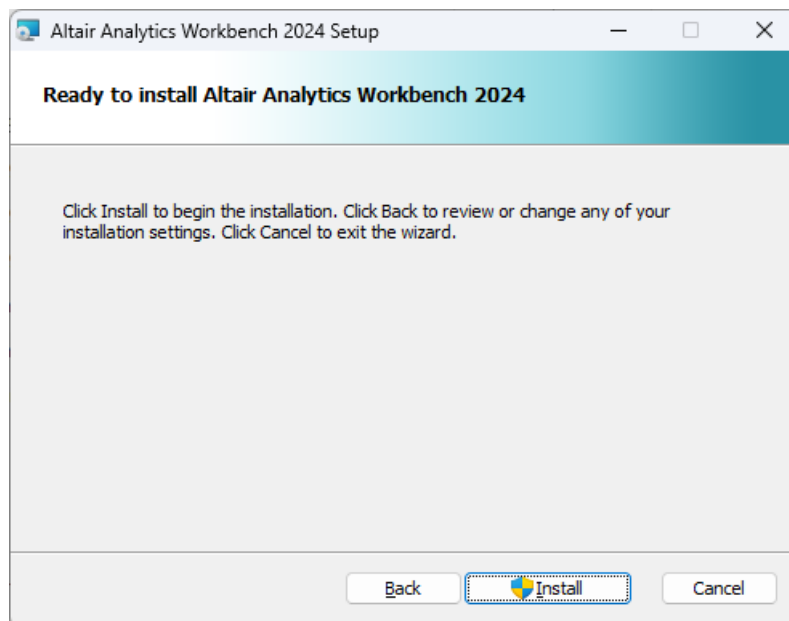 Altair Analytics Workbench 2024 Setup
Ready to install Altair Analytics Workbench 2024
Click Install to begin the installation. Click Back to review or change any of your
installation settings. Click Cancel to exit the wizard.
Back
Install
Cancel